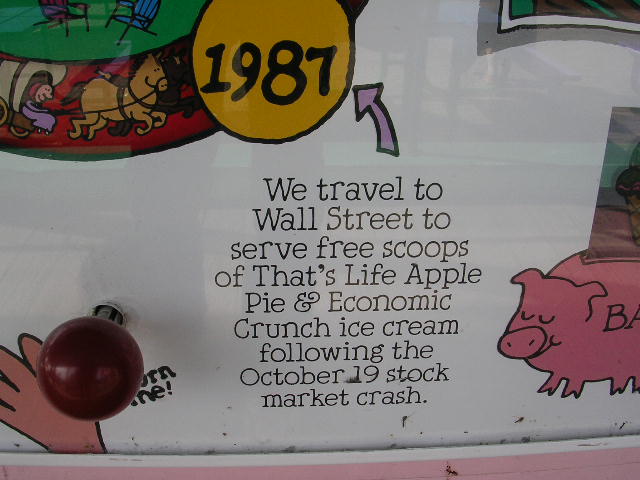 1987
We travel to
Wall Street to
serve free scoops
of That's Life Apple
Pie & Economic
Crunch ice cream
following the
October 19 stock
market crash.
BA